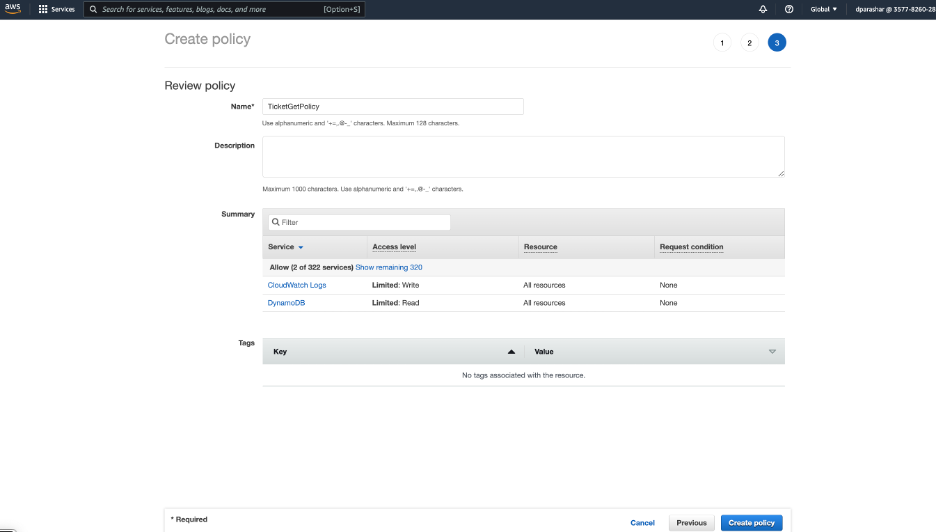 aws Services Search for services, features, blogs, docs, and more [Option+S] Global ▼ dparashar @ 3577-8260-28
Create policy 1 2 3
Review policy
Name* TicketGetPolicy
Use alphanumeric and '+=,.@-_' characters. Maximum 128 characters.
Description
Maximum 1000 characters. Use alphanumeric and '+=,.@-_' characters.
Summary Filter
Service ▼ Access level Resource Request condition
Allow (2 of 322 services) Show remaining 320
CloudWatch Logs Limited: Write All resources None
DynamoDB Limited: Read All resources None
Tags Key Value
No tags associated with the resource.
* Required Cancel Previous Create policy